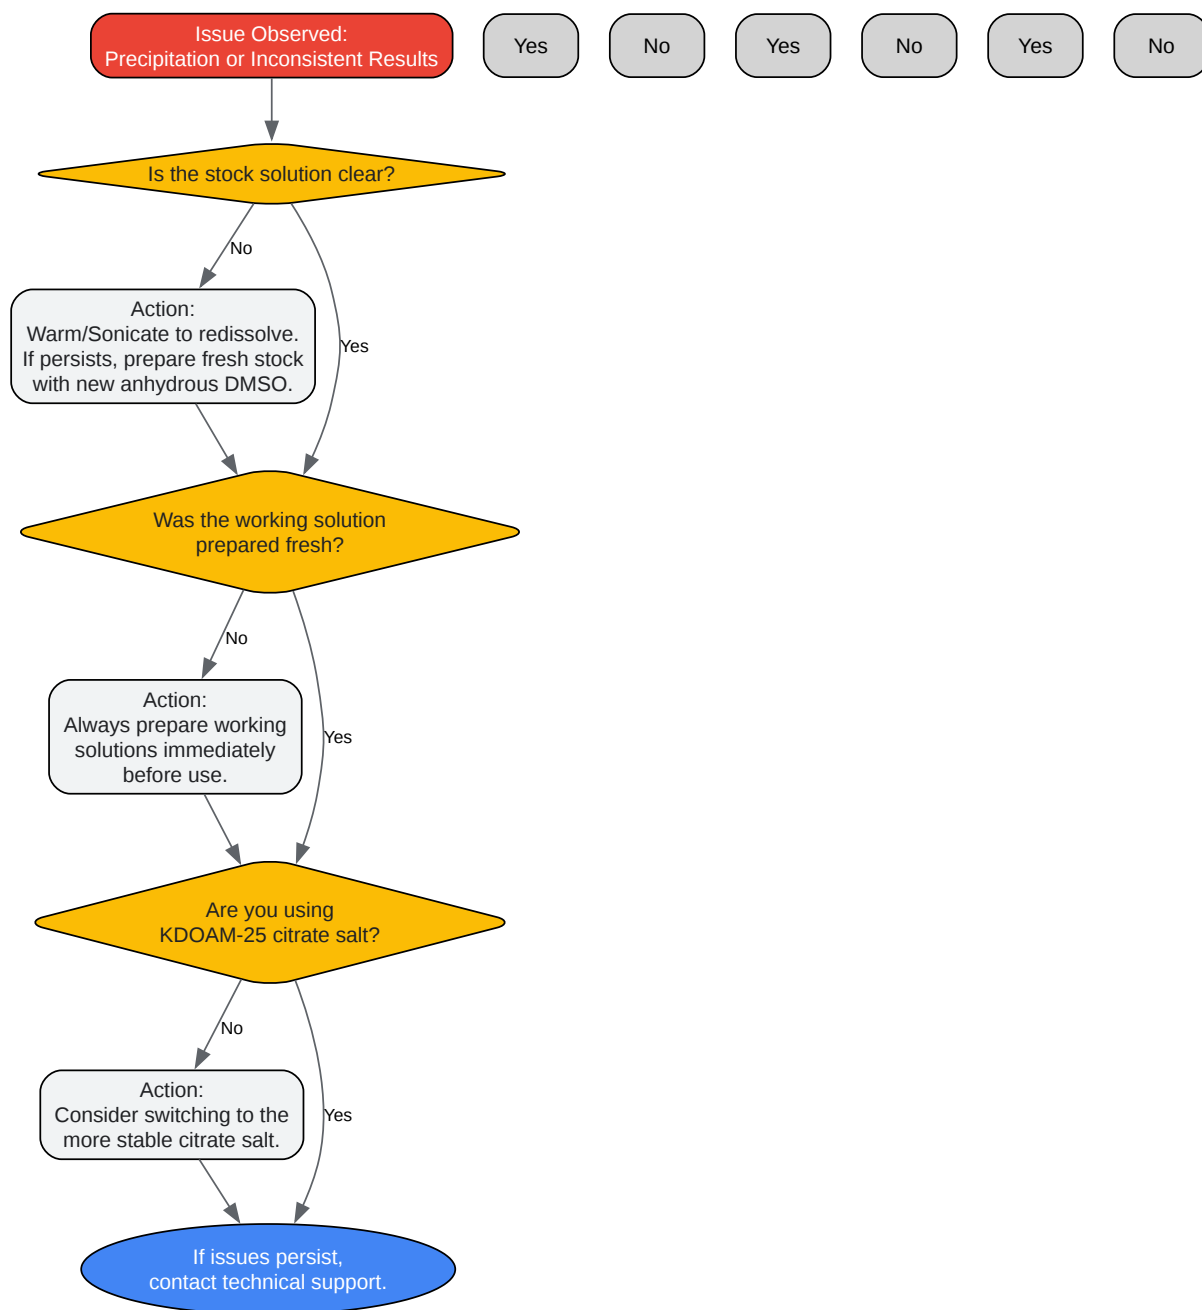 Issue Observed:
Precipitation or Inconsistent Results
Yes
No
Yes
No
Yes
No
Is the stock solution clear?
No
Action:
Warm/Sonicate to redissolve.
If persists, prepare fresh stock
with new anhydrous DMSO.
Yes
Was the working solution
prepared fresh?
No
Action:
Always prepare working
solutions immediately
before use.
Yes
Are you using
KDOAM-25 citrate salt?
No
Action:
Consider switching to the
more stable citrate salt.
Yes
If issues persist,
contact technical support.